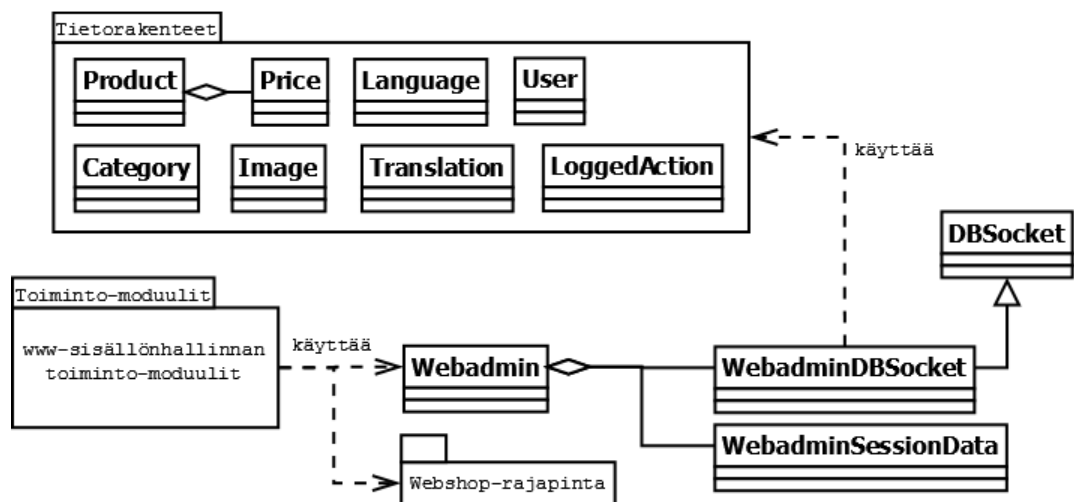 Tietorakenteet
Product
Price
Language
User
Category
Image
Translation
LoggedAction
käyttää
DBSocket
Toiminto-moduulit
www-sisällönhallinnan
toiminto-moduulit
käyttää
Webadmin
WebadminDBSocket
WebadminSessionData
Webshop-rajapinta